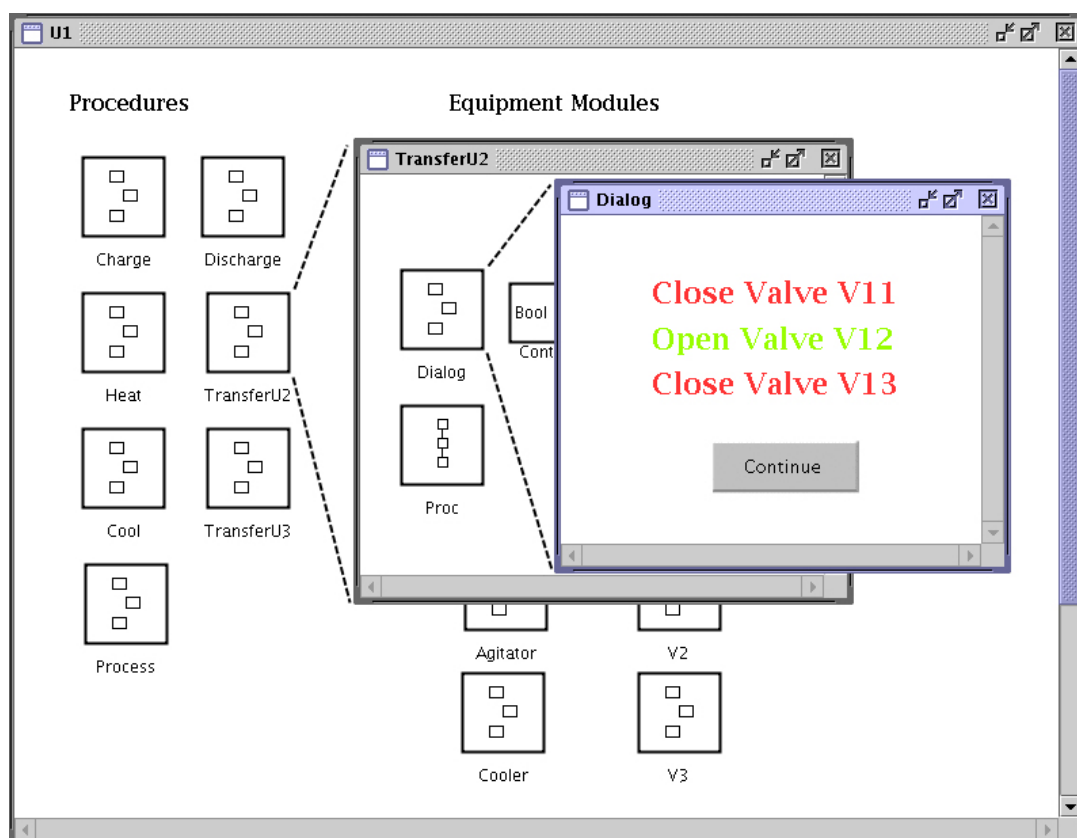 U1
Procedures
Equipment Modules
TransferU2
Dialog
Charge
Discharge
Close Valve V11
Open Valve V12
Close Valve V13
Bool
Cont
Dialog
Heat
TransferU2
Continue
Proc
Cool
TransferU3
Agitator
V2
Process
Cooler
V3